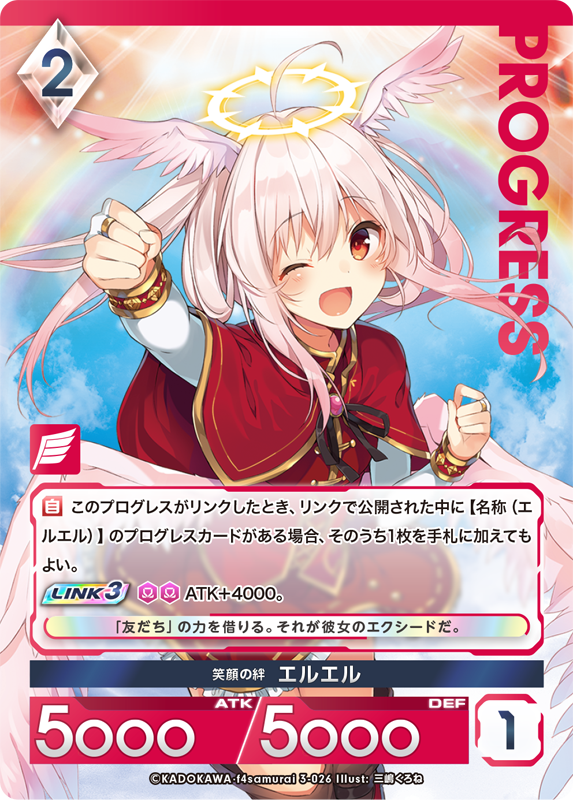 2
PROGRESS
自 このプログレスがリンクしたとき、リンクで公開された中に【名称（エ
ルエル）】のプログレスカードがある場合、そのうち1枚を手札に加えても
よい。
LINK3 ATK+4000。
「友だち」の力を借りる。それが彼女のエクシードだ。
笑顔の絆 エルエル
ATK DEF
5000 5000 1
©KADOKAWA-f4samurai 3-026 Illust: 三嶋くろね